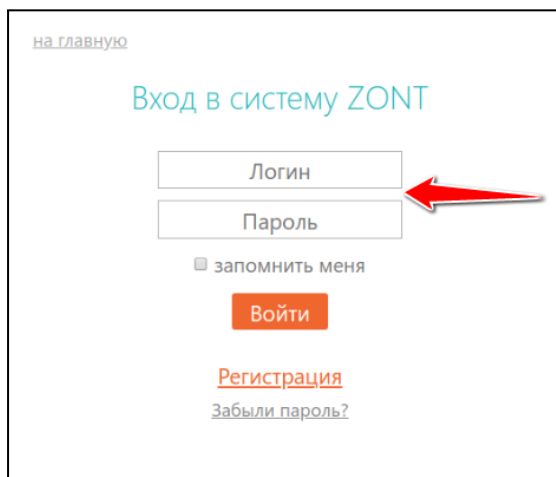 на главную
Вход в систему ZONT
Логин
Пароль
запомнить меня
Войти
Регистрация
Забыли пароль?